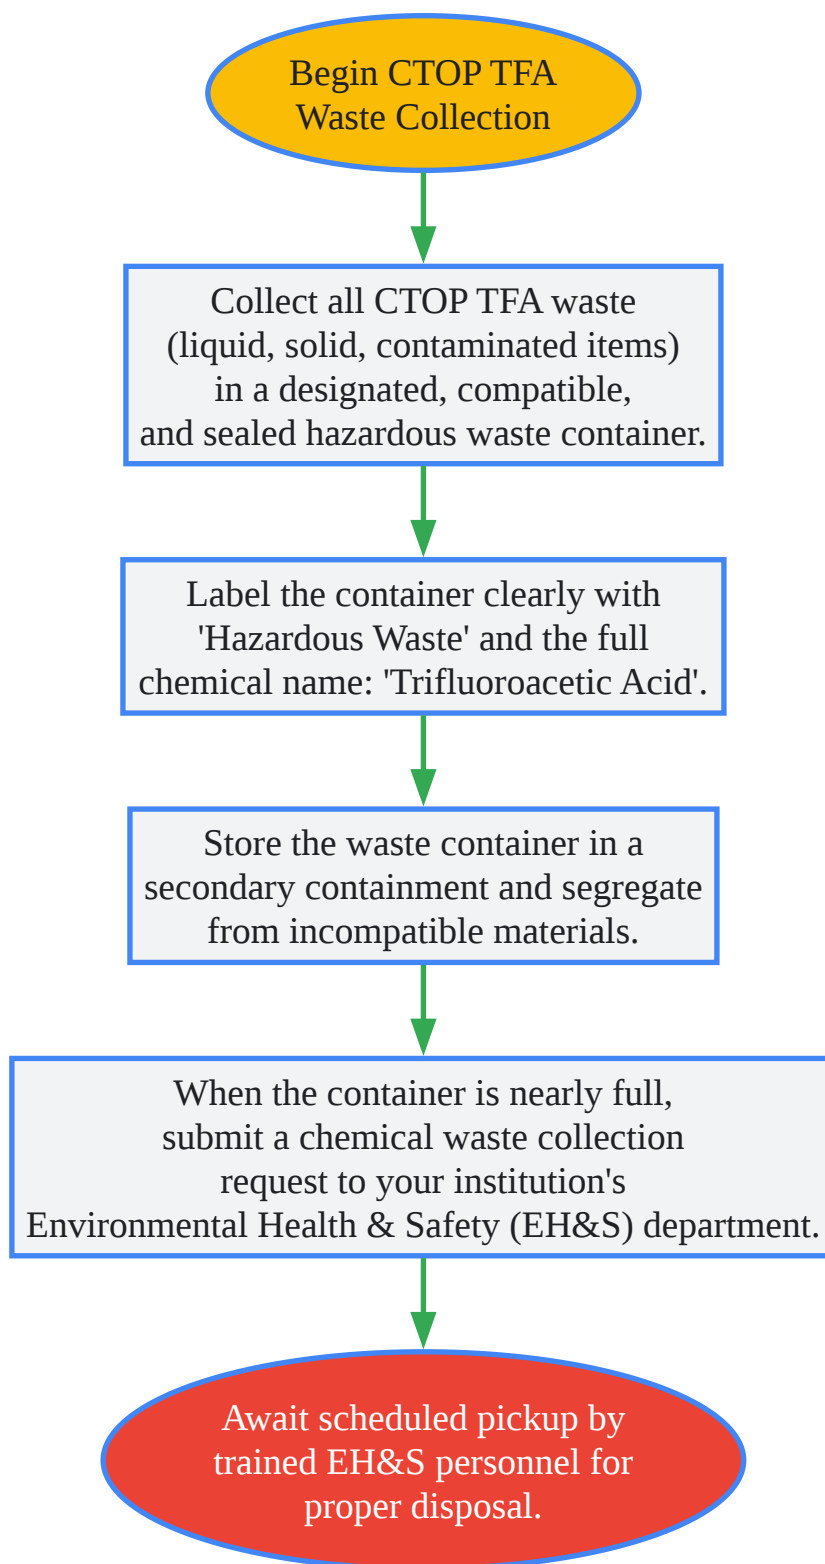 Begin CTOP TFA
Waste Collection
Collect all CTOP TFA waste
(liquid, solid, contaminated items)
in a designated, compatible,
and sealed hazardous waste container.
Label the container clearly with
'Hazardous Waste' and the full
chemical name: 'Trifluoroacetic Acid'.
Store the waste container in a
secondary containment and segregate
from incompatible materials.
When the container is nearly full,
submit a chemical waste collection
request to your institution's
Environmental Health & Safety (EH&S) department.
Await scheduled pickup by
trained EH&S personnel for
proper disposal.